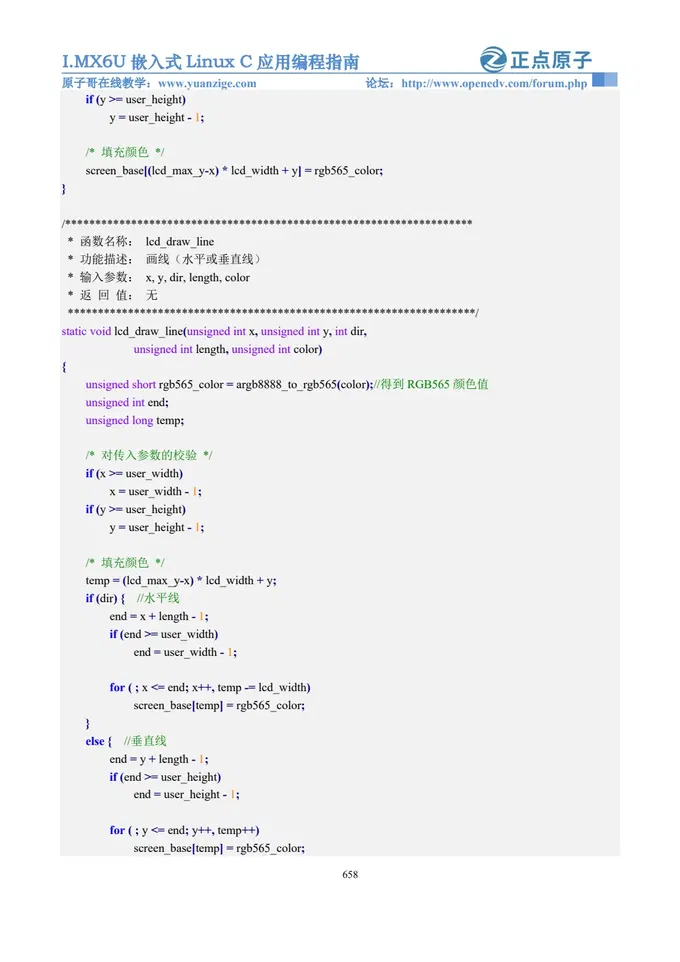 I.MX6U 嵌入式 Linux C 应用编程指南
正点原子
原子哥在线教学：www.yuanzige.com 论坛：http://www.openedv.com/forum.php
if (y >= user_height)
y = user_height - 1;
/* 填充颜色 */
screen_base[(lcd_max_y-x) * lcd_width + y] = rgb565_color;
}
/********************************************************************
* 函数名称： lcd_draw_line
* 功能描述： 画线（水平或垂直线）
* 输入参数： x, y, dir, length, color
* 返 回 值： 无
********************************************************************/
static void lcd_draw_line(unsigned int x, unsigned int y, int dir,
unsigned int length, unsigned int color)
{
unsigned short rgb565_color = argb8888_to_rgb565(color);//得到 RGB565 颜色值
unsigned int end;
unsigned long temp;
/* 对传入参数的校验 */
if (x >= user_width)
x = user_width - 1;
if (y >= user_height)
y = user_height - 1;
/* 填充颜色 */
temp = (lcd_max_y-x) * lcd_width + y;
if (dir) { //水平线
end = x + length - 1;
if (end >= user_width)
end = user_width - 1;
for ( ; x <= end; x++, temp -= lcd_width)
screen_base[temp] = rgb565_color;
}
else { //垂直线
end = y + length - 1;
if (end >= user_height)
end = user_height - 1;
for ( ; y <= end; y++, temp++)
screen_base[temp] = rgb565_color;
658